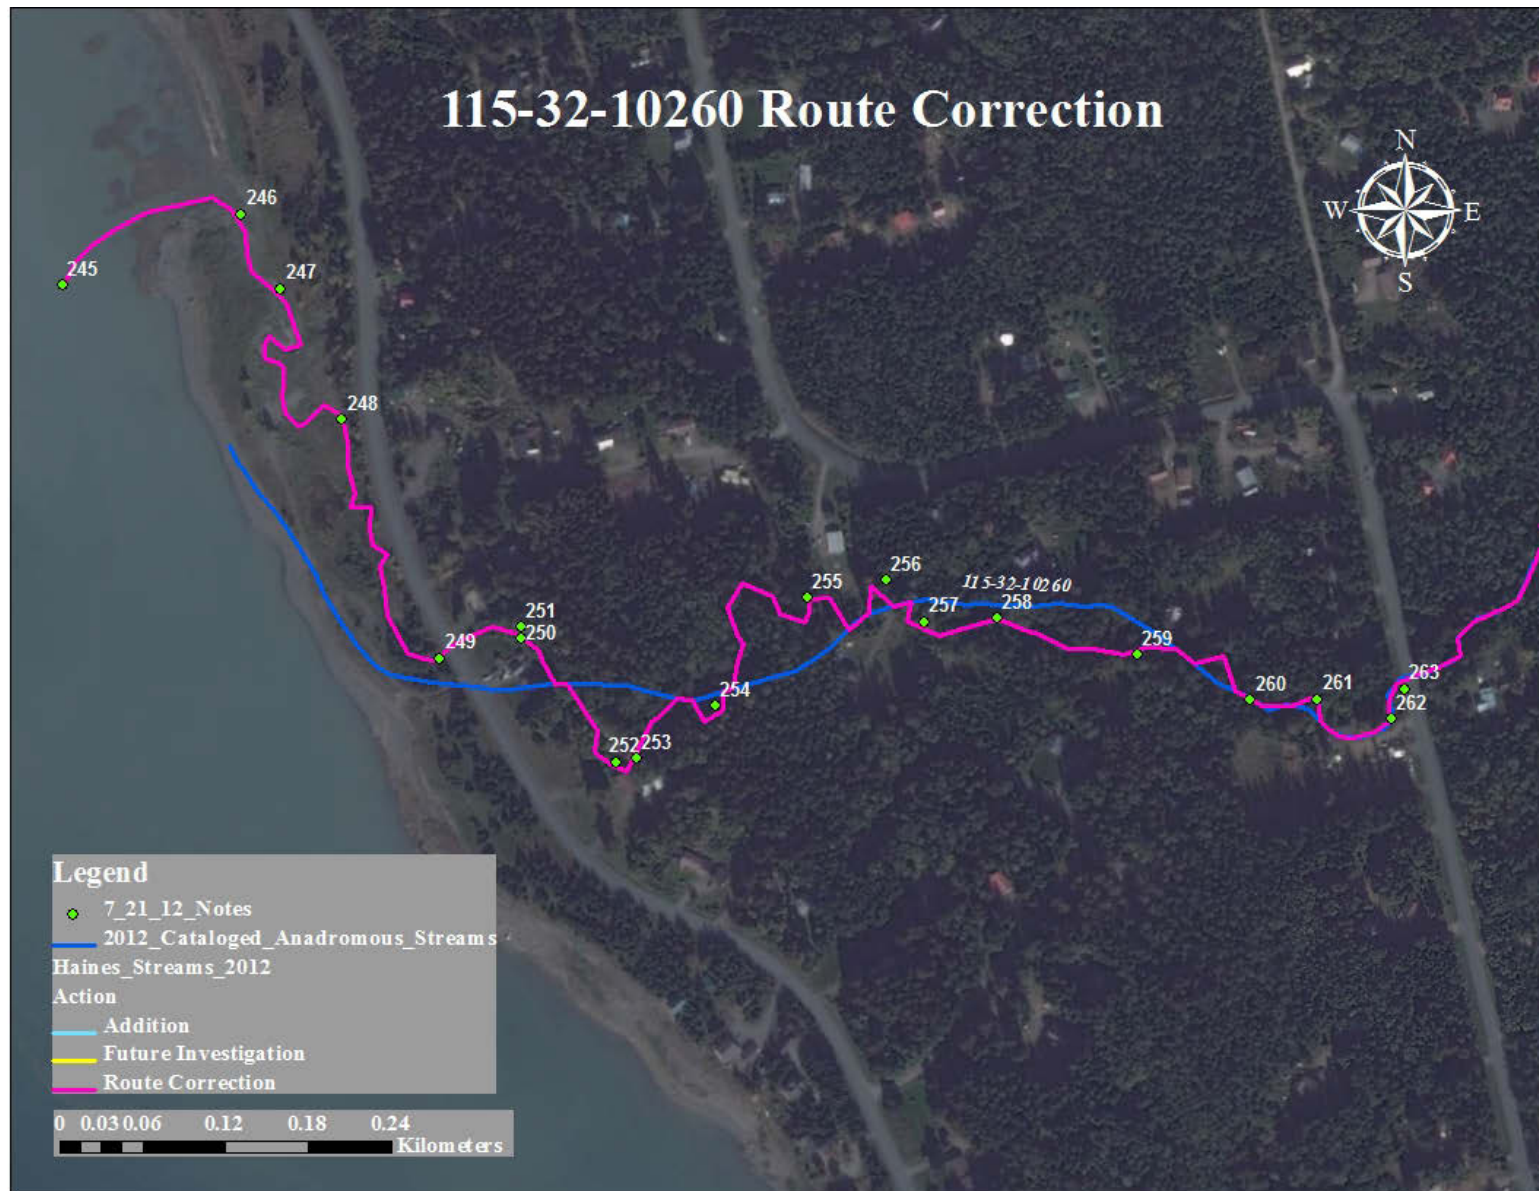 115-32-10260 Route Correction
N
W E
S
246
245
247
248
249
251
250
252
253
254
255
256
257
115-32-10260
258
259
260
261
263
262
Legend
7_21_12_Notes
2012_Cataloged_Anadromous_Streams
Haines_Streams_2012
Action
Addition
Future Investigation
Route Correction
0 0.03 0.06 0.12 0.18 0.24
Kilometers